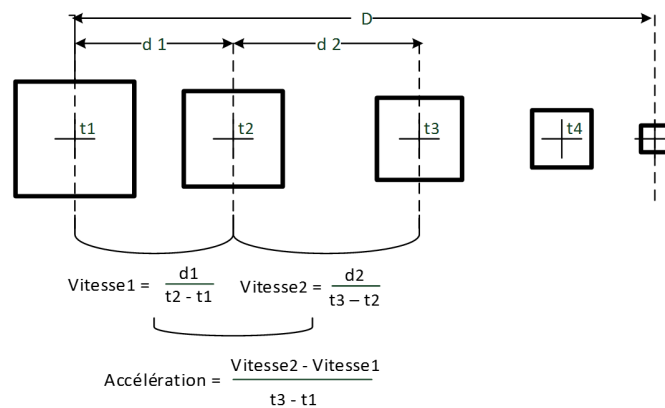 D
d 1 d 2
t1 t2 t3 t4
Vitesse1 = d1 / t2 - t1 Vitesse2 = d2 / t3 – t2
Accélération = Vitesse2 - Vitesse1 / t3 - t1